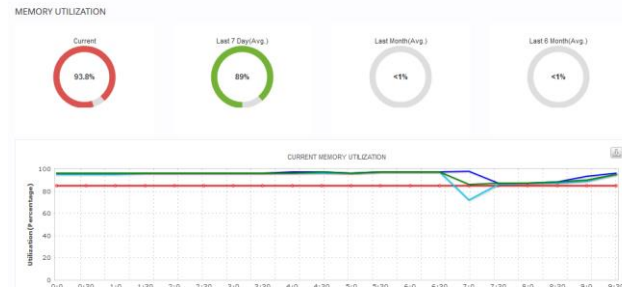 MEMORY UTILIZATION
Current Last 7 Day(Avg.) Last Month(Avg.) Last 6 Month(Avg.)
93.8% 89% <1% <1%
CURRENT MEMORY UTILIZATION
Utilization(Percentage)
100
80
60
40
20
0
0:0 0:30 1:0 1:30 2:0 2:30 3:0 3:30 4:0 4:30 5:0 5:30 6:0 6:30 7:0 7:30 8:0 8:30 9:0 9:30